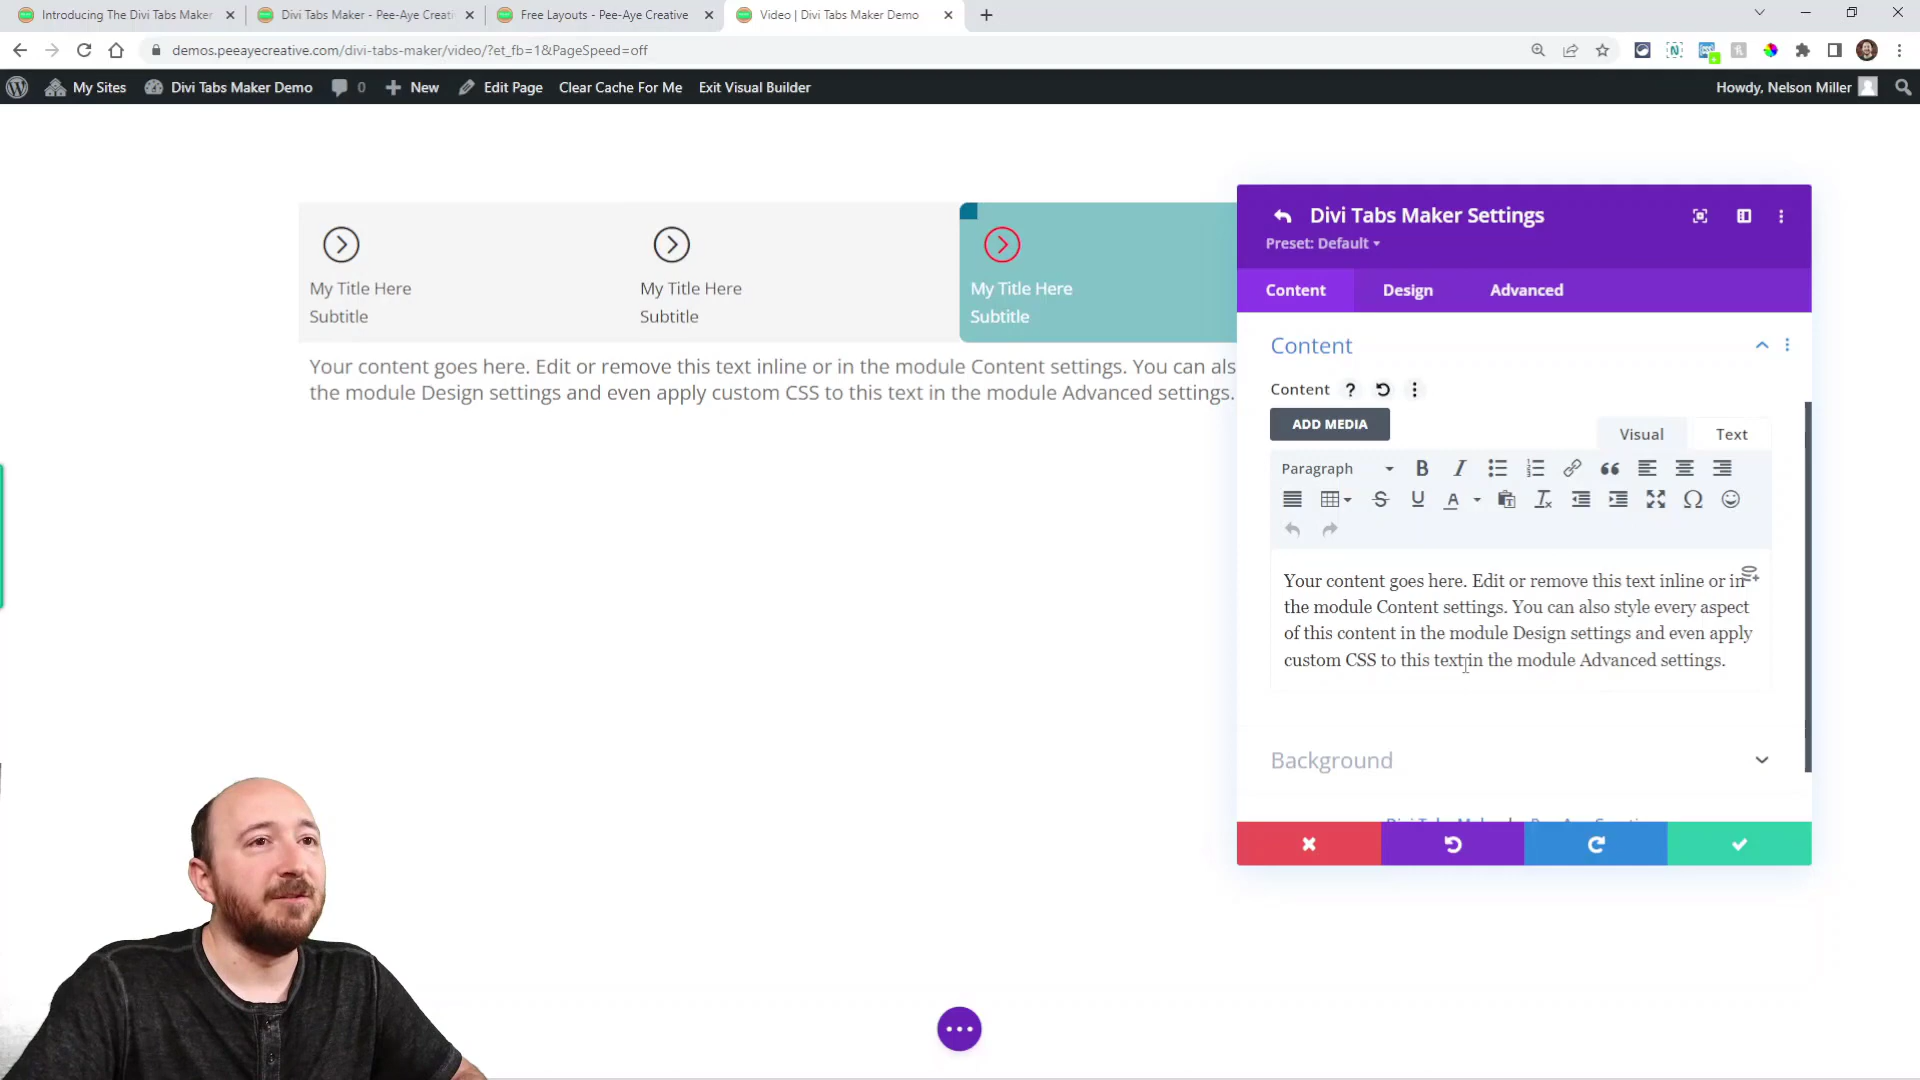 Introducing The Divi Tabs Maker
Divi Tabs Maker - Pee-Aye Creati
Free Layouts - Pee-Aye Creative
Video | Divi Tabs Maker Demo
demos.peeayecreative.com/divi-tabs-maker/video/?et_fb=1&PageSpeed=off
My Sites
Divi Tabs Maker Demo
0
New
Edit Page
Clear Cache For Me
Exit Visual Builder
Howdy, Nelson Miller
My Title Here
Subtitle
My Title Here
Subtitle
My Title Here
Subtitle
Your content goes here. Edit or remove this text inline or in the module Content settings. You can als
the module Design settings and even apply custom CSS to this text in the module Advanced settings.
Divi Tabs Maker Settings
Preset: Default
Content
Design
Advanced
Content
Content
ADD MEDIA
Visual
Text
Paragraph
Your content goes here. Edit or remove this text inline or in
the module Content settings. You can also style every aspect
of this content in the module Design settings and even apply
custom CSS to this text in the module Advanced settings.
Background